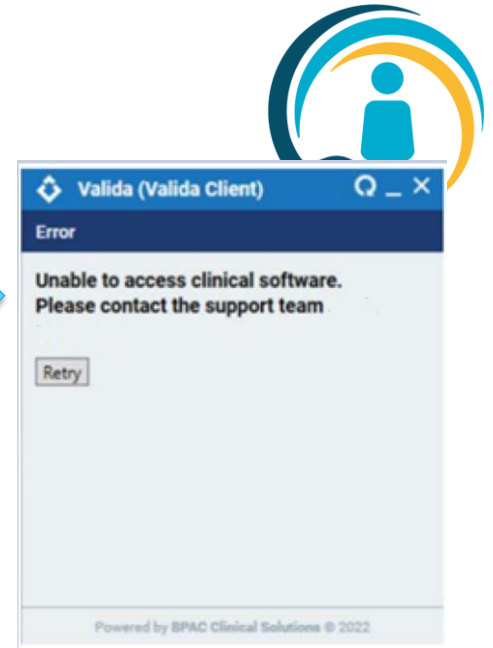 Valida (Valida Client)
Error
Unable to access clinical software.
Please contact the support team
Retry
Powered by BPAC Clinical Solutions © 2022